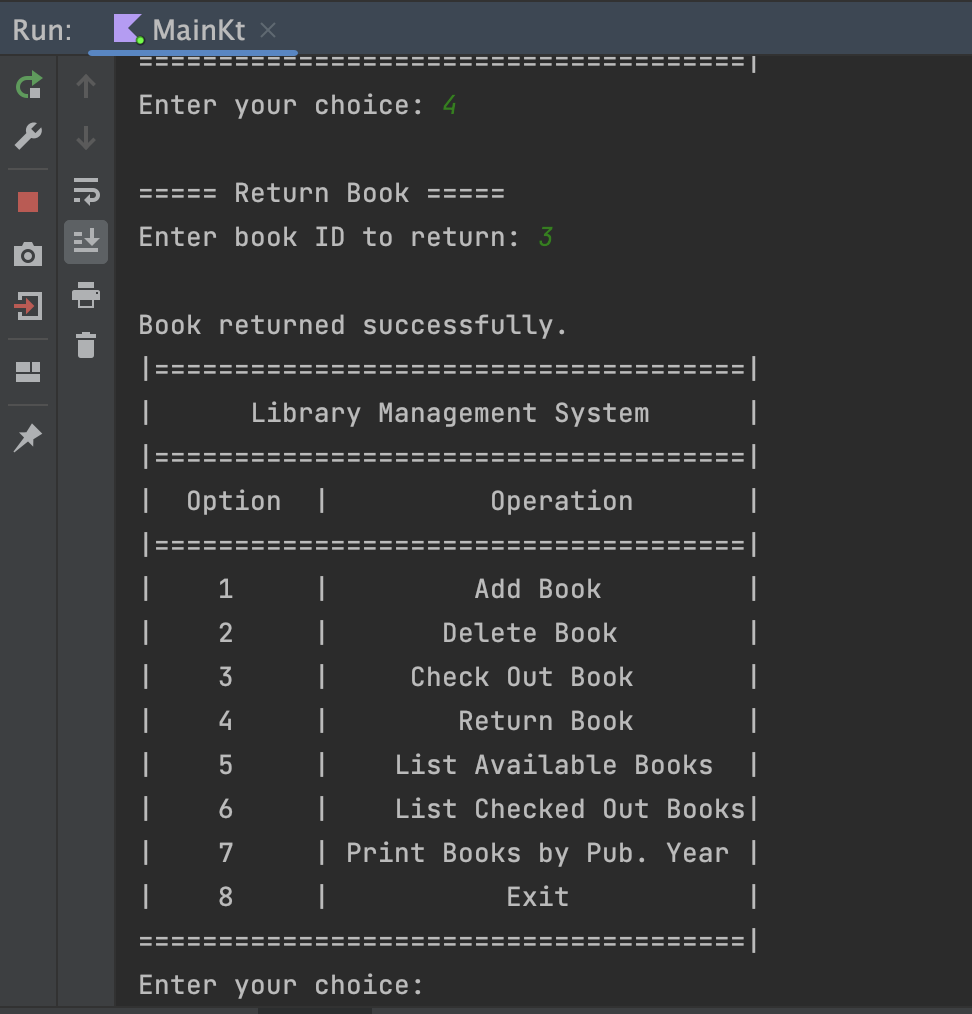 Run: MainKt ×
======================================|
Enter your choice: 4
===== Return Book =====
Enter book ID to return: 3
Book returned successfully.
|=====================================|
|      Library Management System      |
|=====================================|
|  Option  |          Operation       |
|=====================================|
|    1     |         Add Book         |
|    2     |       Delete Book        |
|    3     |     Check Out Book       |
|    4     |        Return Book       |
|    5     |    List Available Books  |
|    6     |    List Checked Out Books|
|    7     | Print Books by Pub. Year |
|    8     |           Exit           |
======================================|
Enter your choice: